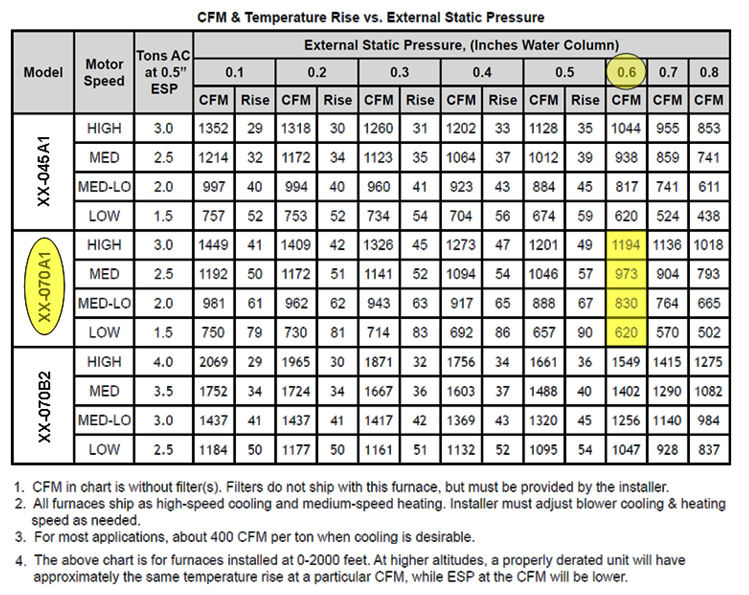 CFM & Temperature Rise vs. External Static Pressure
Model Motor Speed Tons AC at 0.5" ESP External Static Pressure, (Inches Water Column)
0.1 0.2 0.3 0.4 0.5 0.6 0.7 0.8
CFM Rise CFM Rise CFM Rise CFM Rise CFM Rise CFM CFM CFM
XX-045A1
HIGH 3.0 1352 29 1318 30 1260 31 1202 33 1128 35 1044 955 853
MED 2.5 1214 32 1172 34 1123 35 1064 37 1012 39 938 859 741
MED-LO 2.0 997 40 994 40 960 41 923 43 884 45 817 741 611
LOW 1.5 757 52 753 52 734 54 704 56 674 59 620 524 438
XX-070A1
HIGH 3.0 1449 41 1409 42 1326 45 1273 47 1201 49 1194 1136 1018
MED 2.5 1192 50 1172 51 1141 52 1094 54 1046 57 973 904 793
MED-LO 2.0 981 61 962 62 943 63 917 65 888 67 830 764 665
LOW 1.5 750 79 730 81 714 83 692 86 657 90 620 570 502
XX-070B2
HIGH 4.0 2069 29 1965 30 1871 32 1756 34 1661 36 1549 1415 1275
MED 3.5 1752 34 1724 34 1667 36 1603 37 1488 40 1402 1290 1082
MED-LO 3.0 1437 41 1437 41 1417 42 1369 43 1320 45 1256 1140 984
LOW 2.5 1184 50 1177 50 1161 51 1132 52 1095 54 1047 928 837
1. CFM in chart is without filter(s). Filters do not ship with this furnace, but must be provided by the installer.
2. All furnaces ship as high-speed cooling and medium-speed heating. Installer must adjust blower cooling & heating
speed as needed.
3. For most applications, about 400 CFM per ton when cooling is desirable.
4. The above chart is for furnaces installed at 0-2000 feet. At higher altitudes, a properly derated unit will have
approximately the same temperature rise at a particular CFM, while ESP at the CFM will be lower.